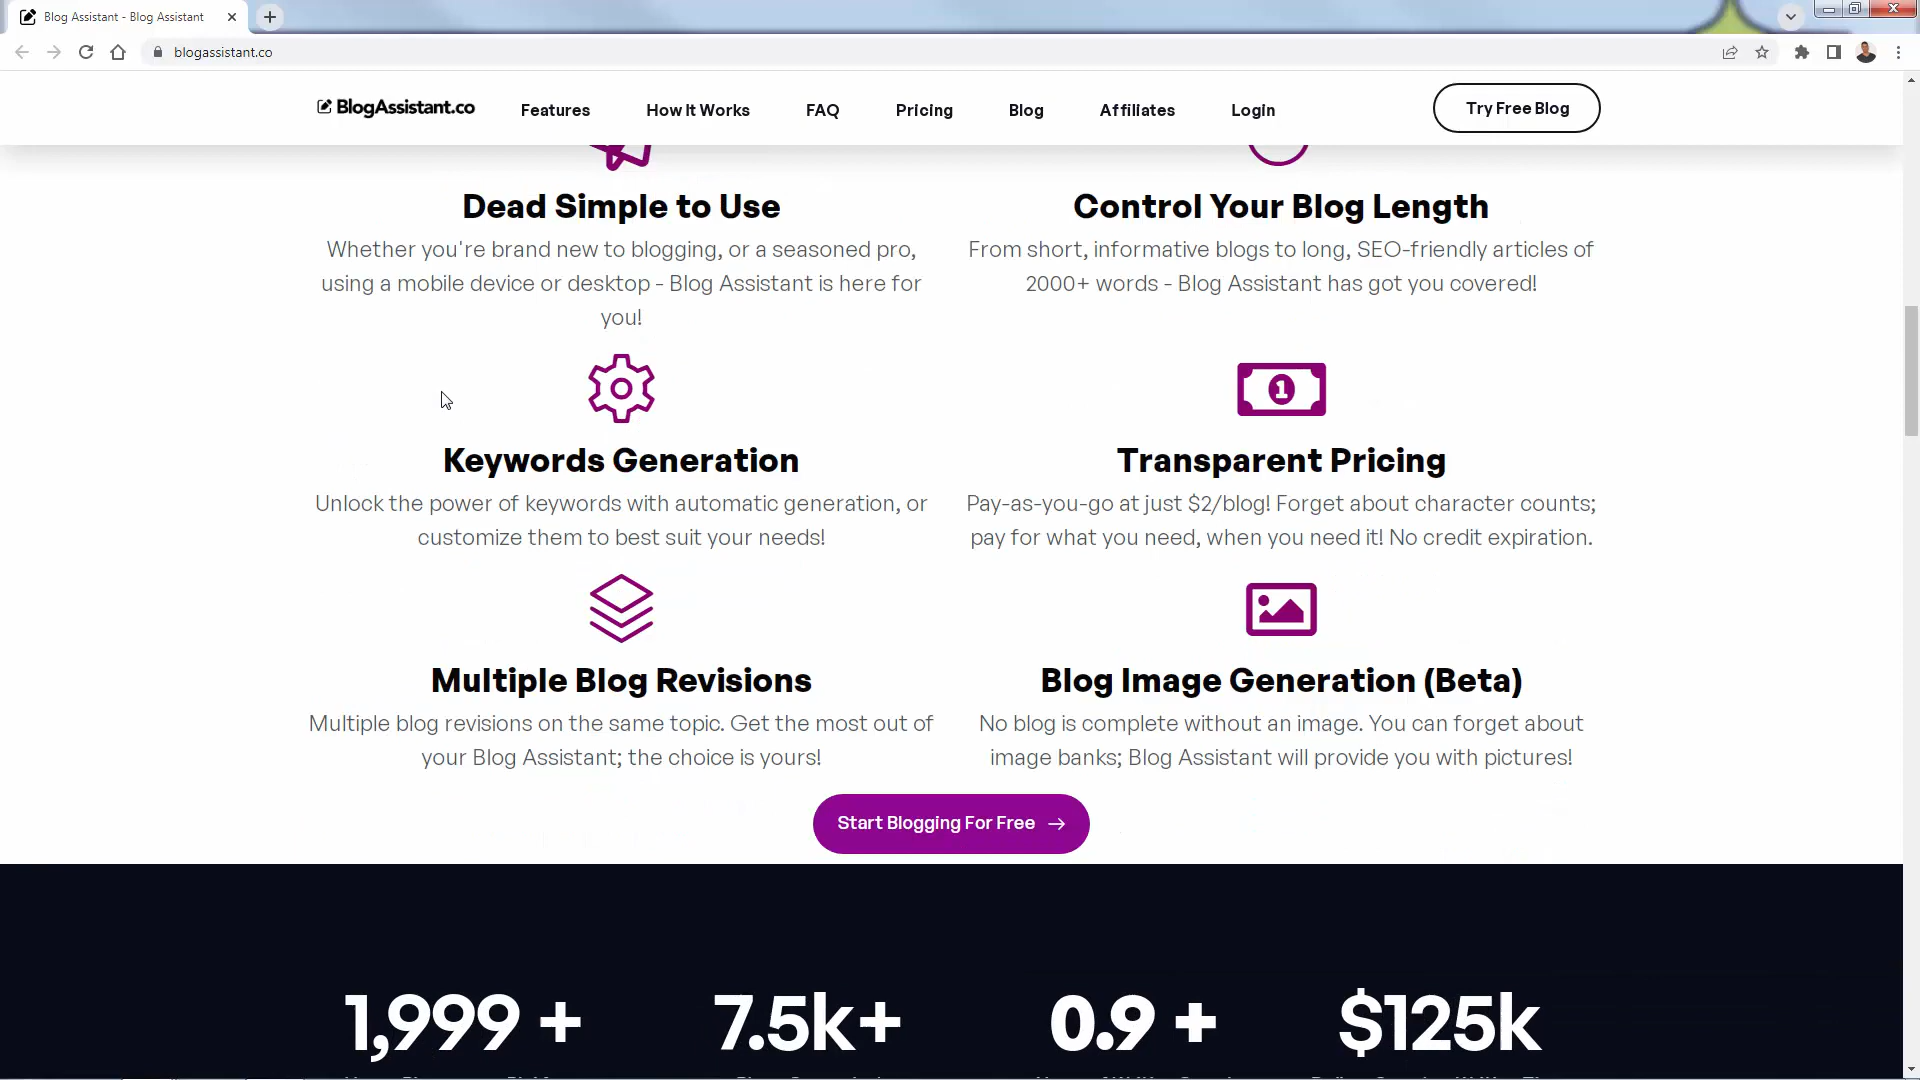 Blog Assistant - Blog Assistant
blogassistant.co
BlogAssistant.co
Features
How It Works
FAQ
Pricing
Blog
Affiliates
Login
Try Free Blog
Dead Simple to Use
Whether you're brand new to blogging, or a seasoned pro,
using a mobile device or desktop - Blog Assistant is here for
you!
Control Your Blog Length
From short, informative blogs to long, SEO-friendly articles of
2000+ words - Blog Assistant has got you covered!
Keywords Generation
Unlock the power of keywords with automatic generation, or
customize them to best suit your needs!
1
Transparent Pricing
Pay-as-you-go at just $2/blog! Forget about character counts;
pay for what you need, when you need it! No credit expiration.
Multiple Blog Revisions
Multiple blog revisions on the same topic. Get the most out of
your Blog Assistant; the choice is yours!
Blog Image Generation (Beta)
No blog is complete without an image. You can forget about
image banks; Blog Assistant will provide you with pictures!
Start Blogging For Free →
1,999 +
7.5k+
0.9 +
$125k